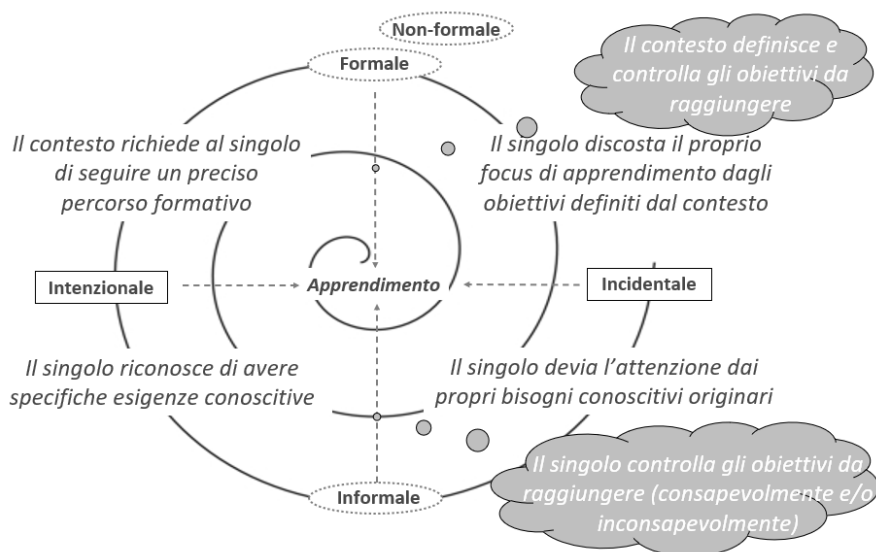 Non-formale
Formale
Il contesto definisce e
controlla gli obiettivi da
raggiungere
Il contesto richiede al singolo
di seguire un preciso
percorso formativo
Il singolo discosta il proprio
focus di apprendimento dagli
obiettivi definiti dal contesto
Intenzionale
Apprendimento
Incidentale
Il singolo riconosce di avere
specifiche esigenze conoscitive
Il singolo devia l'attenzione dai
propri bisogni conoscitivi originari
Informale
Il singolo controlla gli obiettivi da
raggiungere (consapevolmente e/o
inconsapevolmente)